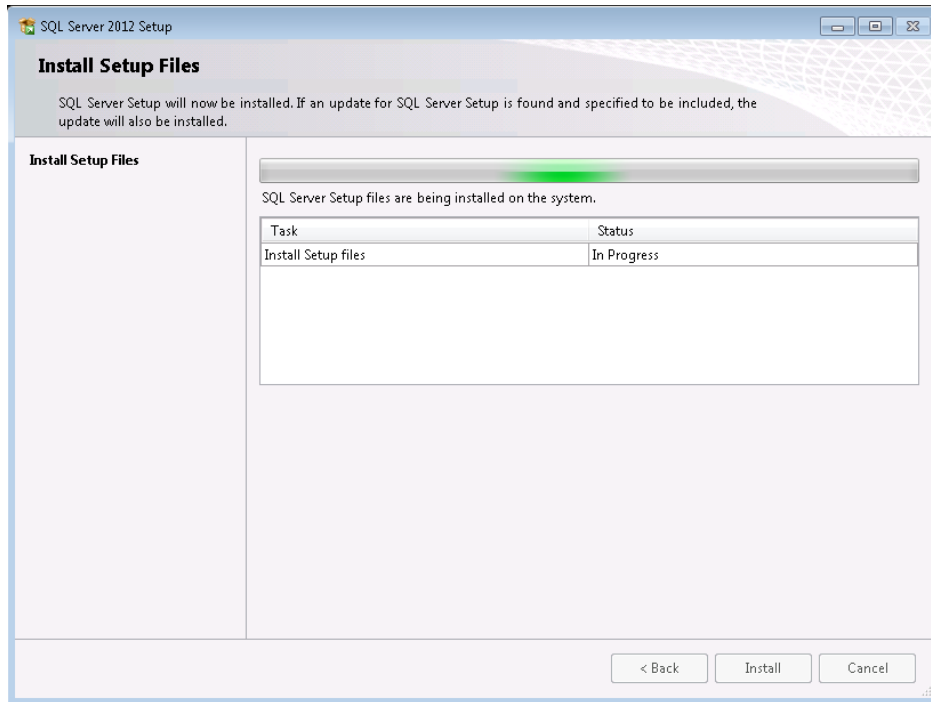 SQL Server 2012 Setup
Install Setup Files
SQL Server Setup will now be installed. If an update for SQL Server Setup is found and specified to be included, the
update will also be installed.
Install Setup Files
SQL Server Setup files are being installed on the system.
Task Status
Install Setup files In Progress
< Back Install Cancel